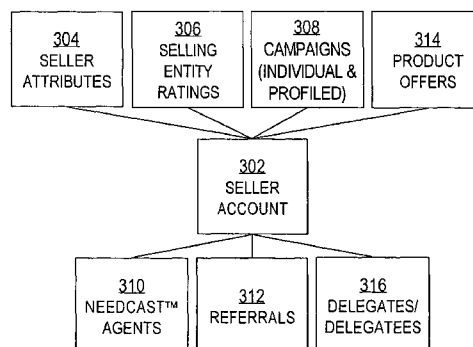 304
SELLER
ATTRIBUTES
306
SELLING
ENTITY
RATINGS
308
CAMPAIGNS
(INDIVIDUAL &
PROFILED)
314
PRODUCT
OFFERS
302
SELLER
ACCOUNT
310
NEEDCAST™
AGENTS
312
REFERRALS
316
DELEGATES/
DELEGATEES